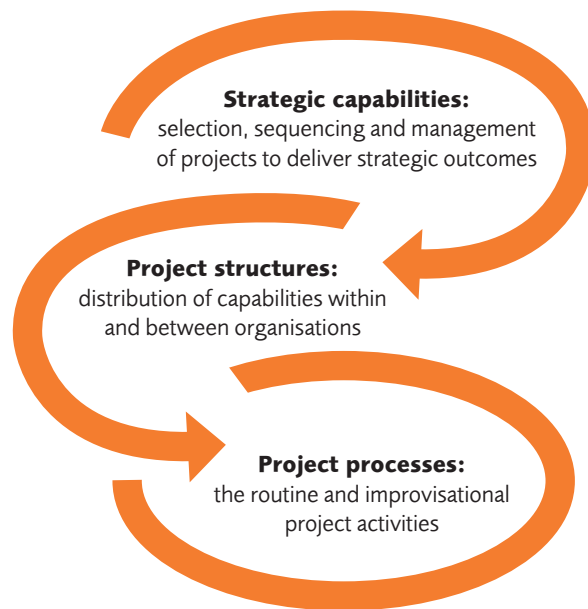 Strategic capabilities:
selection, sequencing and management
of projects to deliver strategic outcomes
Project structures:
distribution of capabilities within
and between organisations
Project processes:
the routine and improvisational
project activities